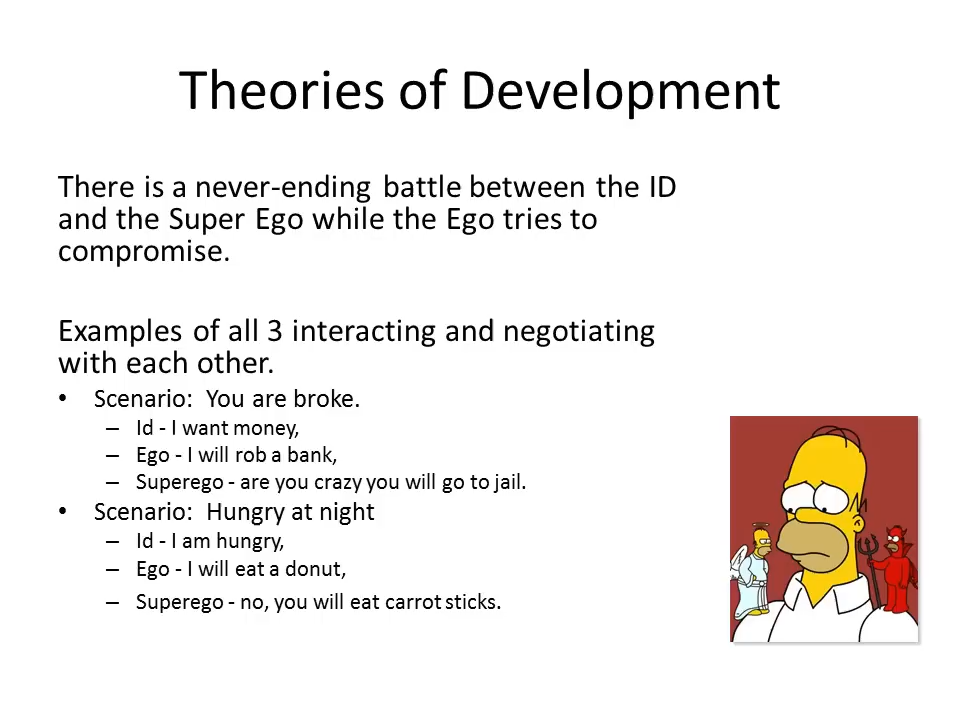 Theories of Development
There is a never-ending battle between the ID
and the Super Ego while the Ego tries to
compromise.
Examples of all 3 interacting and negotiating
with each other.
• Scenario: You are broke.
– Id - I want money,
– Ego - I will rob a bank,
– Superego - are you crazy you will go to jail.
• Scenario: Hungry at night
– Id - I am hungry,
– Ego - I will eat a donut,
– Superego - no, you will eat carrot sticks.